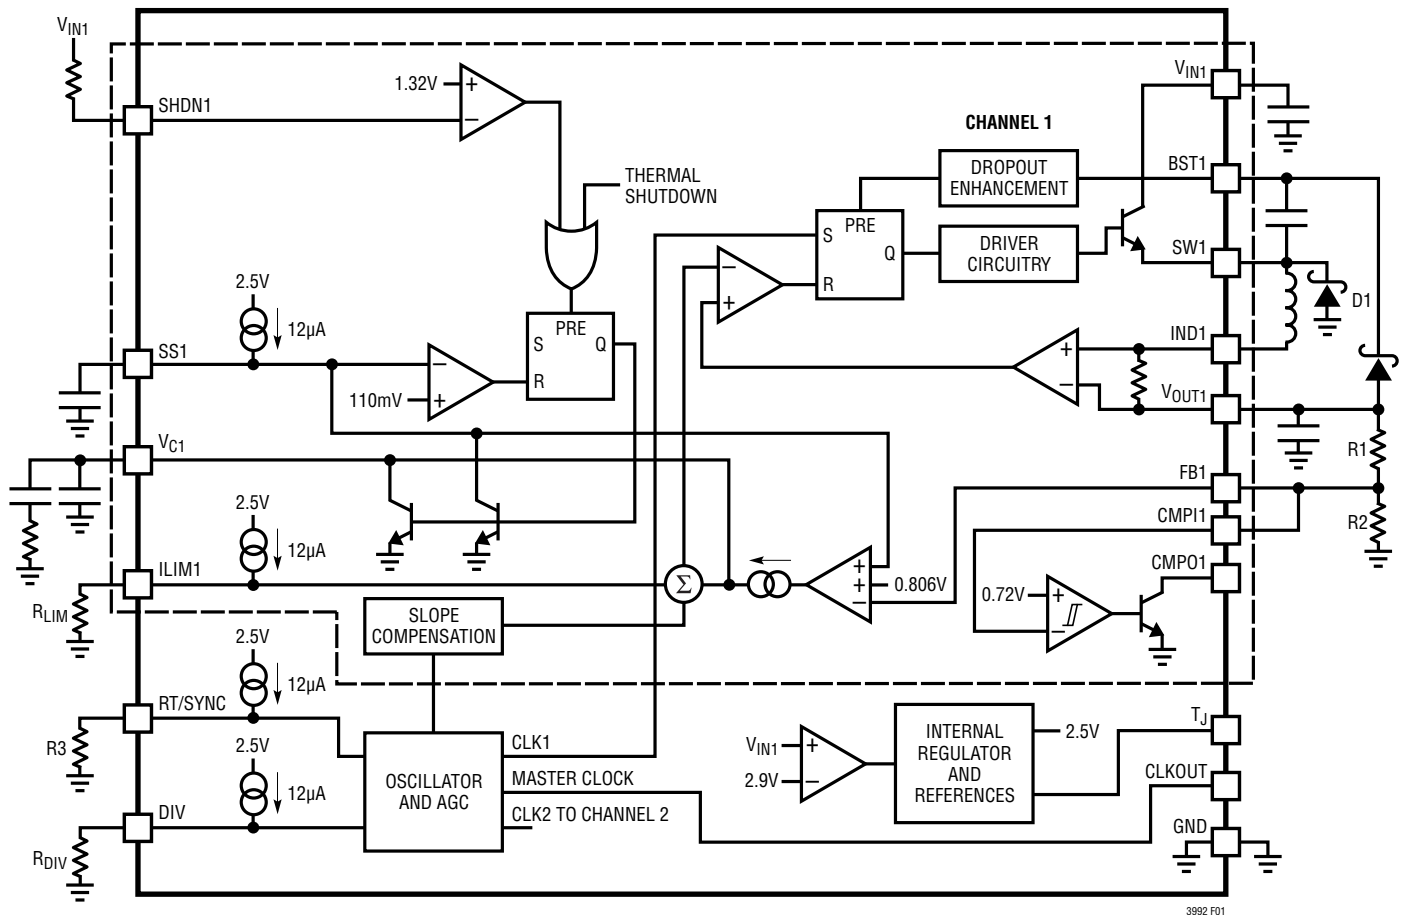 VIN1
SHDN1
1.32V
+
−
THERMAL
SHUTDOWN
CHANNEL 1
DROPOUT
ENHANCEMENT
DRIVER
CIRCUITRY
PRE
S
Q
R
−
+
VIN1
BST1
SW1
D1
IND1
VOUT1
+
−
R1
FB1
R2
CMPI1
CMPO1
2.5V
12µA
SS1
−
110mV
+
PRE
S
Q
R
VC1
2.5V
12µA
ILIM1
RLIM
Σ
+
+
0.806V
−
0.72V
+
−
SLOPE
COMPENSATION
2.5V
12µA
RT/SYNC
R3
2.5V
12µA
DIV
RDIV
OSCILLATOR
AND AGC
CLK1
MASTER CLOCK
CLK2 TO CHANNEL 2
VIN1
+
2.9V
−
INTERNAL
REGULATOR
AND
REFERENCES
2.5V
TJ
CLKOUT
GND
3992 F01